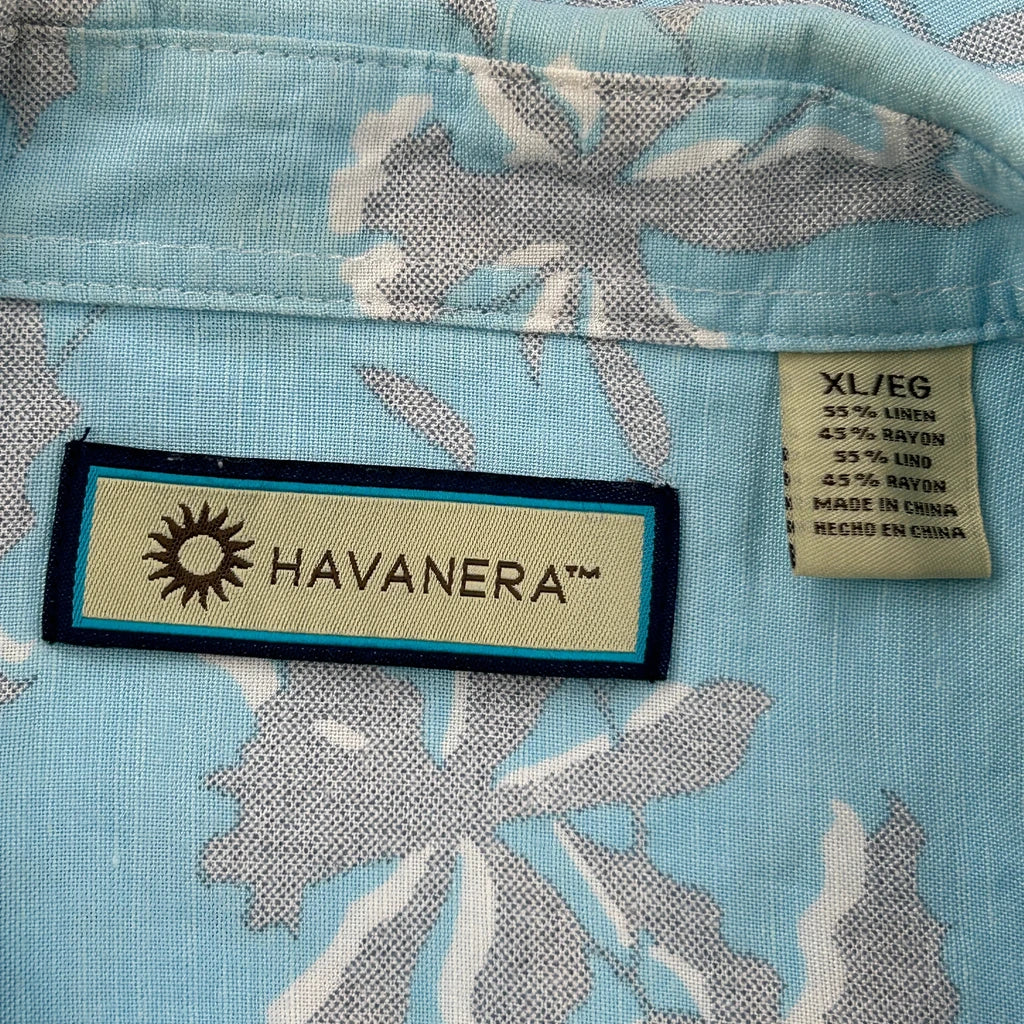 HAVANERA™
XL/EG
55% LINEN
45% RAYON
55% LINO
45% RAYON
MADE IN CHINA
HECHO EN CHINA